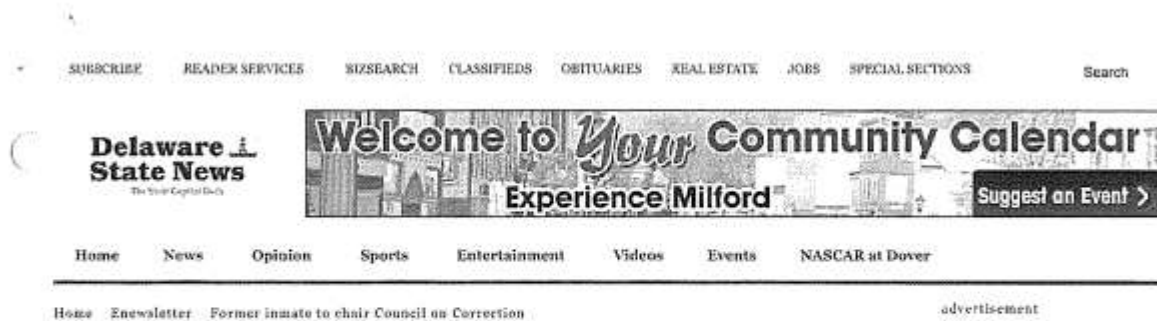 SUBSCRIBE READER SERVICES BIZSEARCH CLASSIFIEDS OBITUARIES REAL ESTATE JOBS SPECIAL SECTIONS Search
Welcome to Your Community Calendar
Delaware
State News
Experience Milford
Suggest an Event >
Home News Opinion Sports Entertainment Videos Events NASCAR at Dover
Home Enewsletter Former inmate to chair Council on Correction advertisement